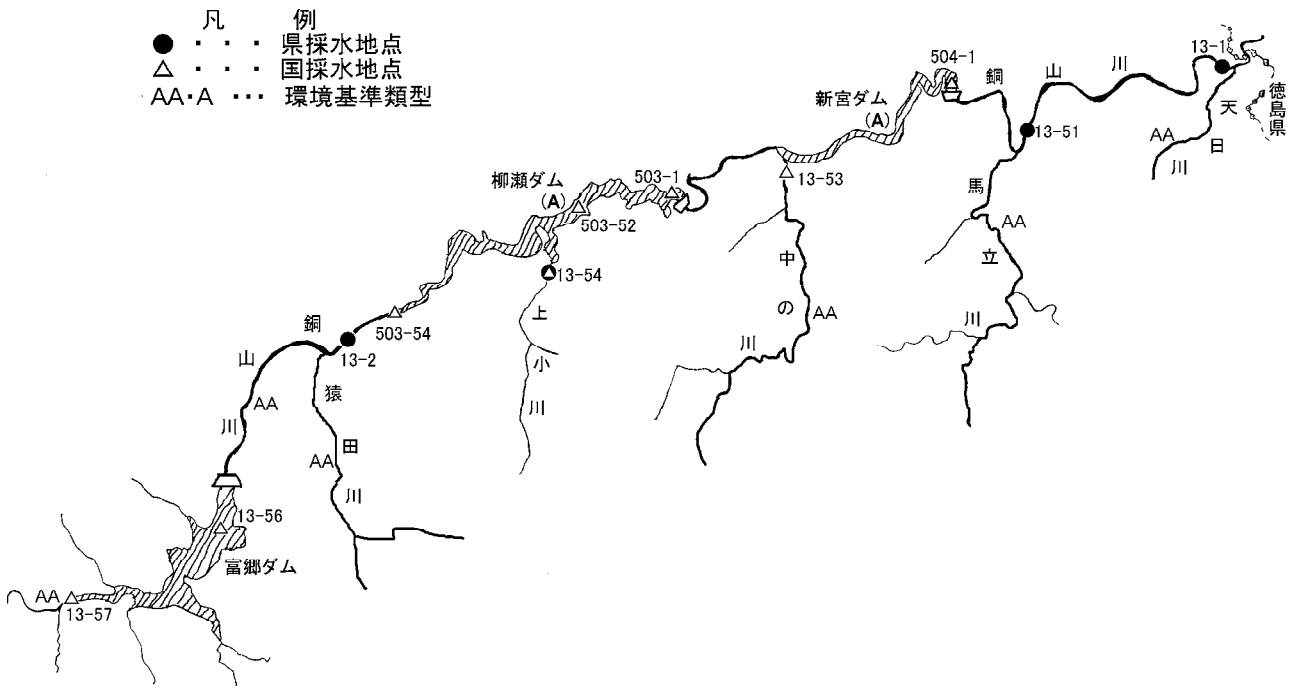 凡 例
● ・ ・ ・ 県採水地点
△ ・ ・ ・ 国採水地点
AA・A ・・・ 環境基準類型
504-1
銅山川
13-1
徳島県
天日川
AA
新宮ダム
(A)
13-51
馬立川
AA
13-53
中の川
AA
503-1
柳瀬ダム
(A)
503-52
13-54
上小川
503-54
13-2
銅山川
AA
猿田川
AA
13-56
富郷ダム
AA
13-57